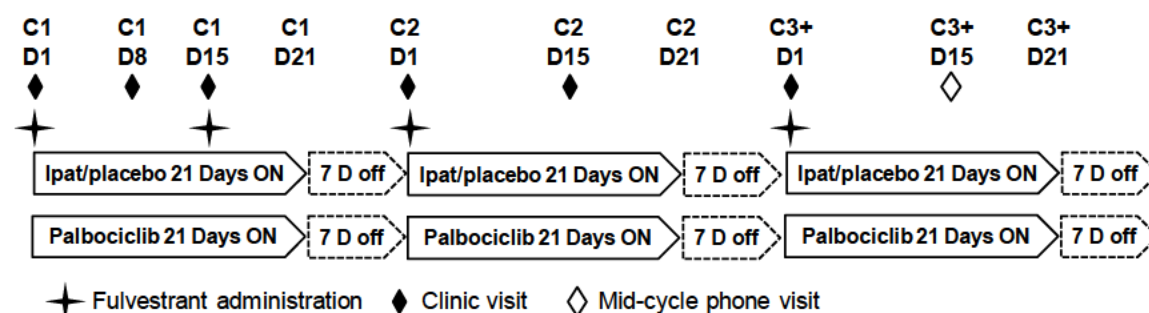 C1 C1 C1 C1 C2 C2 C2 C3+ C3+ C3+
D1 D8 D15 D21 D1 D15 D21 D1 D15 D21
Ipat/placebo 21 Days ON 7 D off Ipat/placebo 21 Days ON 7 D off Ipat/placebo 21 Days ON 7 D off
Palbociclib 21 Days ON 7 D off Palbociclib 21 Days ON 7 D off Palbociclib 21 Days ON 7 D off
Fulvestrant administration Clinic visit Mid-cycle phone visit